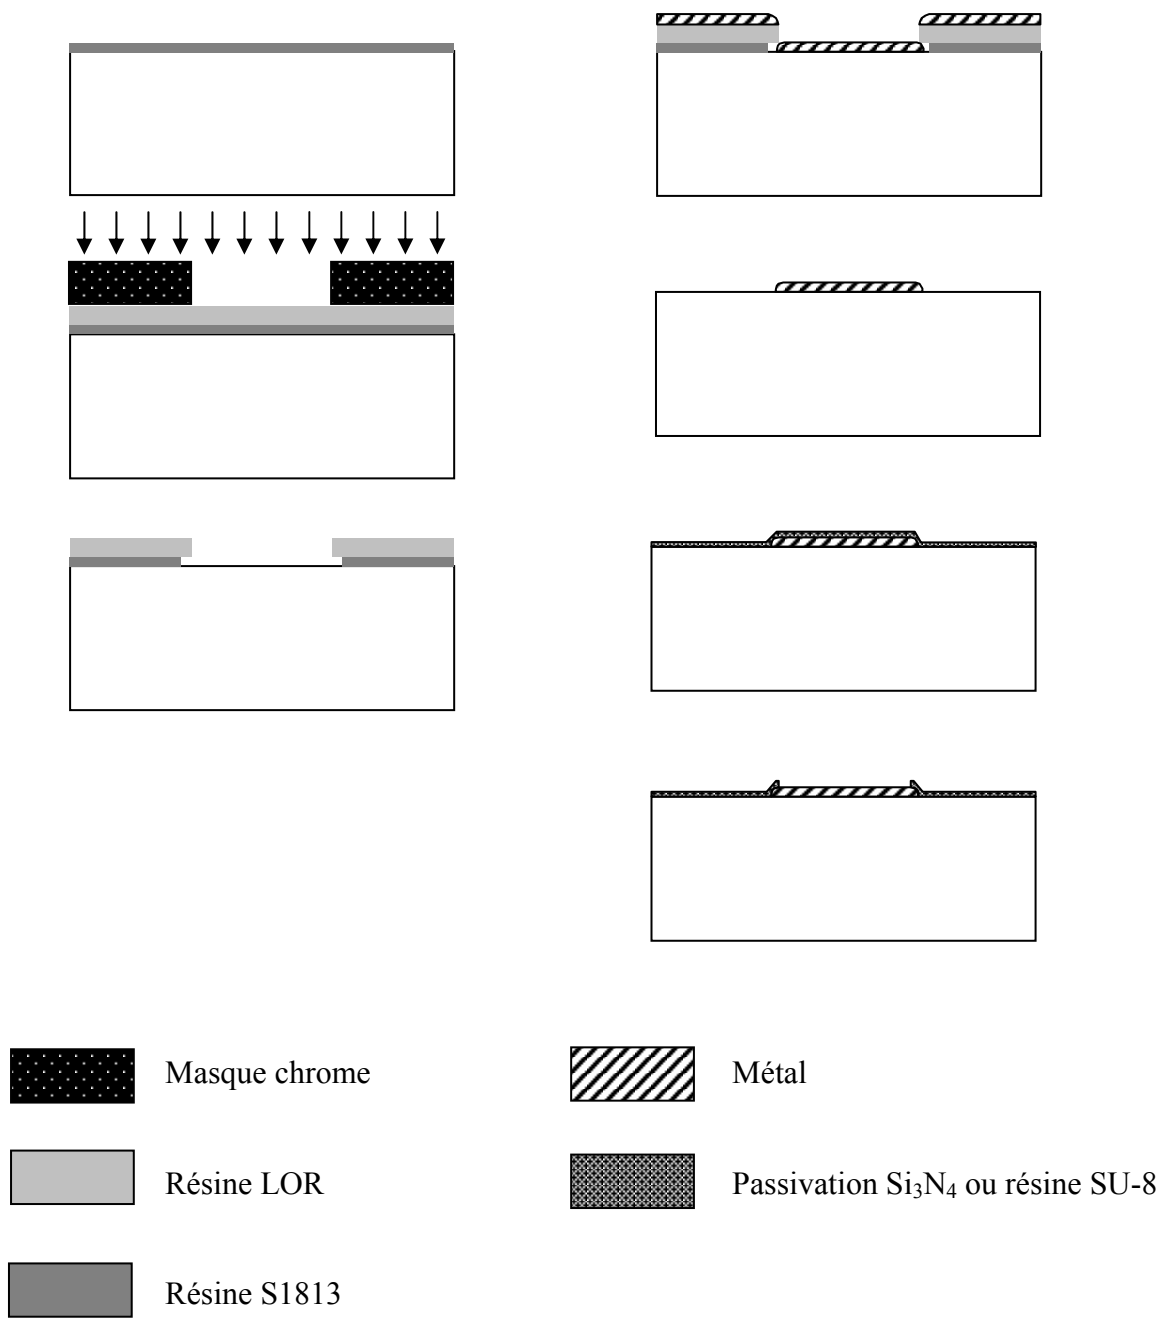 Masque chrome
Résine LOR
Résine S1813
Métal
Passivation Si₃N₄ ou résine SU-8